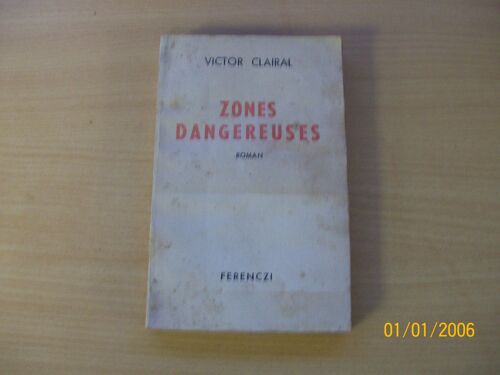 VICTOR CLAIRAL
ZONES
DANGEREUSES
ROMAN
FERENCZI
01/01/2006